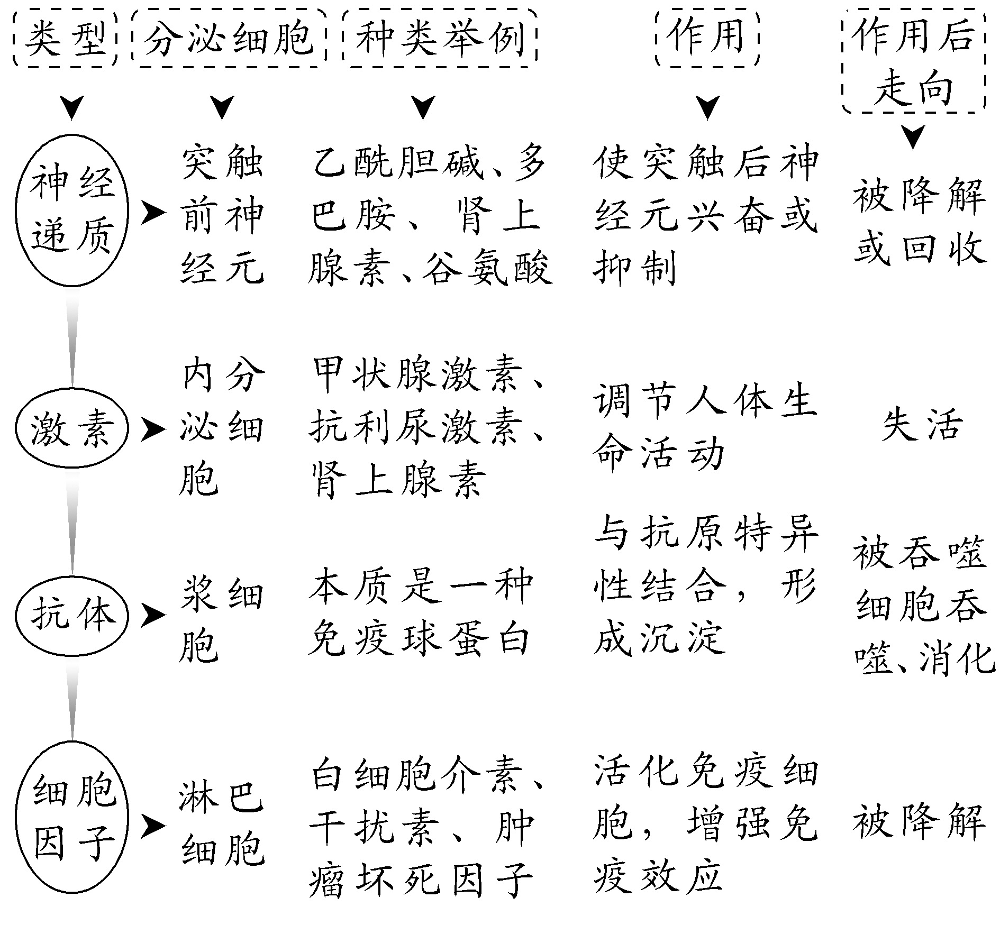 类型 分泌细胞 种类举例 作用 作用后
走向
神经
递质
突触
前神
经元
乙酰胆碱、多
巴胺、肾上
腺素、谷氨酸
使突触后神
经元兴奋或
抑制
被降解
或回收
激素
内分
泌细
胞
甲状腺激素、
抗利尿激素、
肾上腺素
调节人体生
命活动
失活
抗体
浆细
胞
本质是一种
免疫球蛋白
与抗原特异
性结合，形
成沉淀
被吞噬
细胞吞
噬、消化
细胞
因子
淋巴
细胞
白细胞介素、
干扰素、肿
瘤坏死因子
活化免疫细
胞，增强免
疫效应
被降解